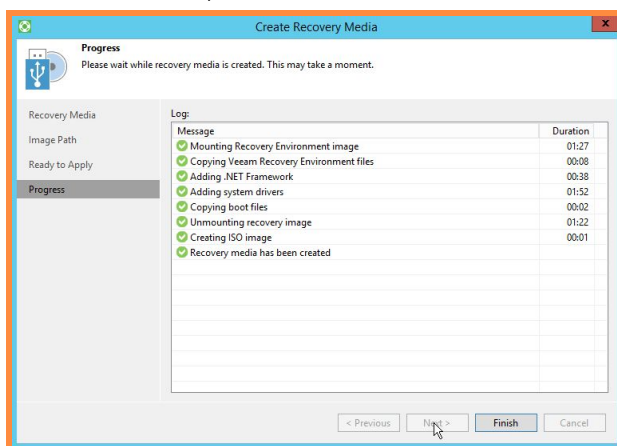 Create Recovery Media
x
Progress
Please wait while recovery media is created. This may take a moment.
Recovery Media
Image Path
Ready to Apply
Progress
Log:
Message Duration
Mounting Recovery Environment image 01:27
Copying Veeam Recovery Environment files 00:08
Adding .NET Framework 00:38
Adding system drivers 01:52
Copying boot files 00:02
Unmounting recovery image 01:22
Creating ISO image 00:01
Recovery media has been created
< Previous Next > Finish Cancel